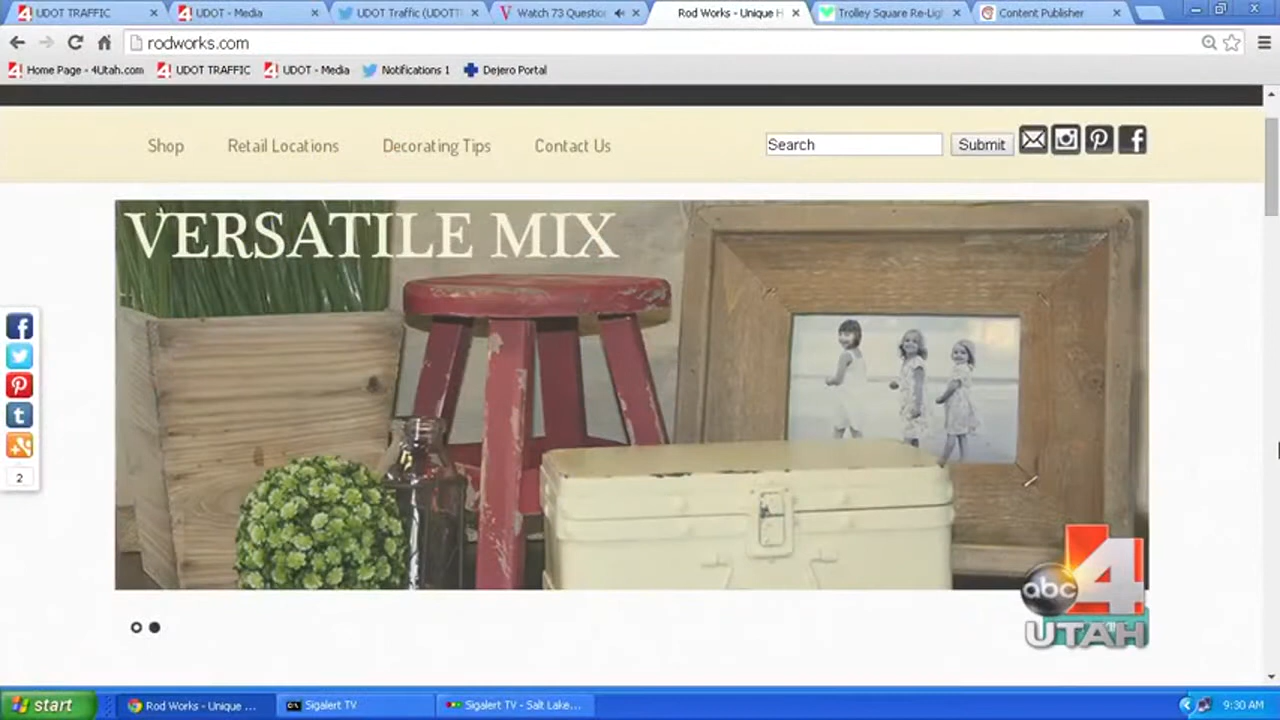 UDOT TRAFFIC
UDOT - Media
UDOT Traffic (UDOTT
Watch 73 Questio
Rod Works - Unique H
Trolley Square Re-Ligh
Content Publisher
rodworks.com
Home Page - 4Utah.com
UDOT TRAFFIC
UDOT - Media
Notifications 1
Dejero Portal
Shop
Retail Locations
Decorating Tips
Contact Us
Search
Submit
VERSATILE MIX
2
abc 4
UTAH
start
Rod Works - Unique ...
Sigalert TV
Sigalert TV - Salt Lake...
9:30 AM